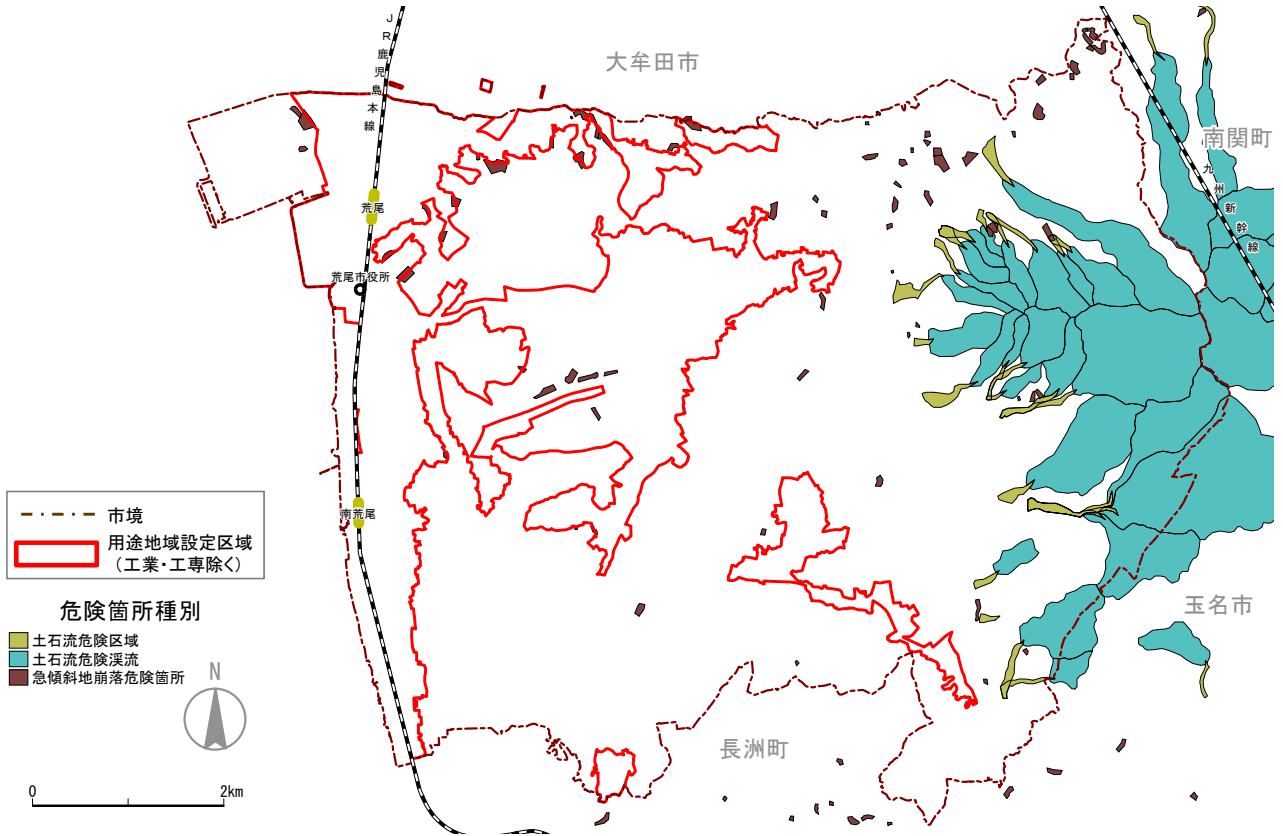 JR鹿児島本線
大牟田市
南関町
九州新幹線
荒尾
荒尾市役所
南荒尾
市境
用途地域設定区域
（工業・工専除く）
危険箇所種別
土石流危険区域
土石流危険渓流
急傾斜地崩落危険箇所
玉名市
N
長洲町
0
2km